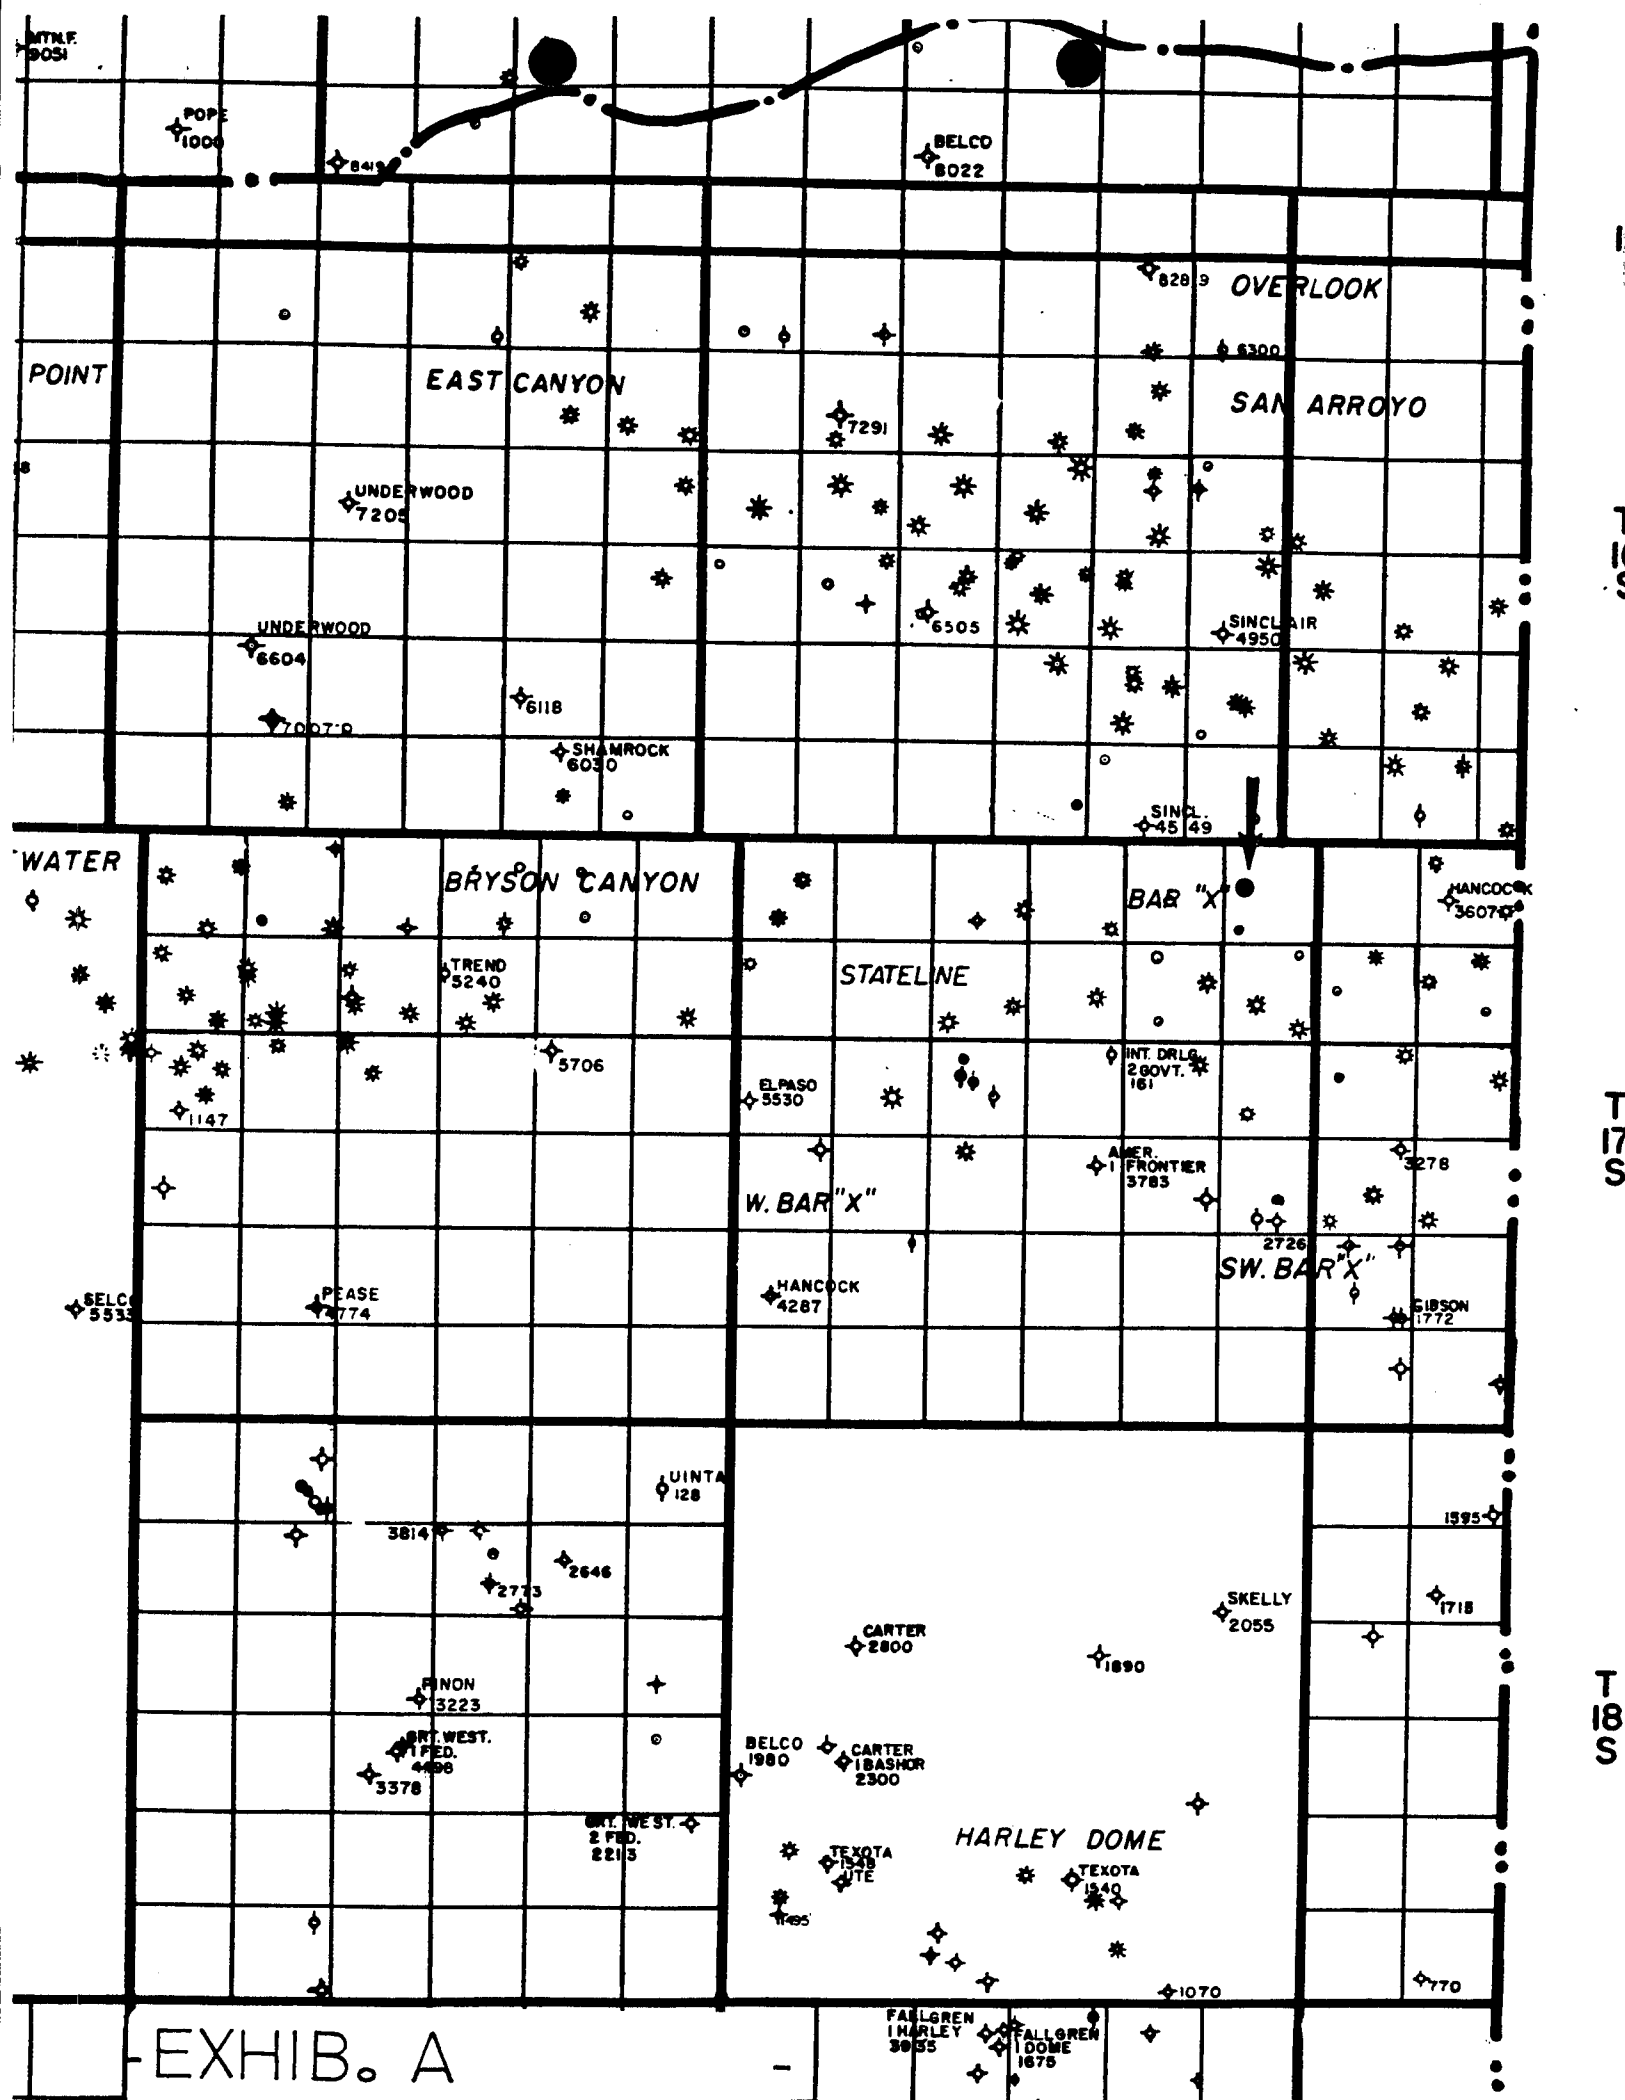 MTN.F.
9051
POPE
1000
8419
BELCO
8022
8289
OVERLOOK
6300
POINT
EAST CANYON
SAN ARROYO
7291
UNDERWOOD
7205
T
6505
SINCLAIR
4950
UNDERWOOD
6604
6118
SHAMROCK
6030
SINCL.
4549
WATER
BRYSON CANYON
BAR "X"
HANCOCK
3607
TREND
5240
STATELINE
5706
INT. DRLG.
2 GOVT.
161
ELPASO
5530
1147
T
17
S
AMER.
1 FRONTIER
3783
3278
W. BAR "X"
2726
SW. BAR "X"
PEASE
4774
HANCOCK
4287
GIBSON
1772
UINTA
128
1595
3814
2646
2773
SKELLY
2055
1718
CARTER
2800
1890
T
18
S
PINON
3223
GRT. WEST.
1 FED.
4498
3378
BELCO
1980
CARTER
1 BASHOR
2300
GRT. WEST.
2 FED.
2213
HARLEY DOME
TEXOTA
1548
UTE
TEXOTA
1540
1495
1070
770
FALLGREN
1 HARLEY
3935
FALLGREN
1 DOME
1675
EXHIB. A